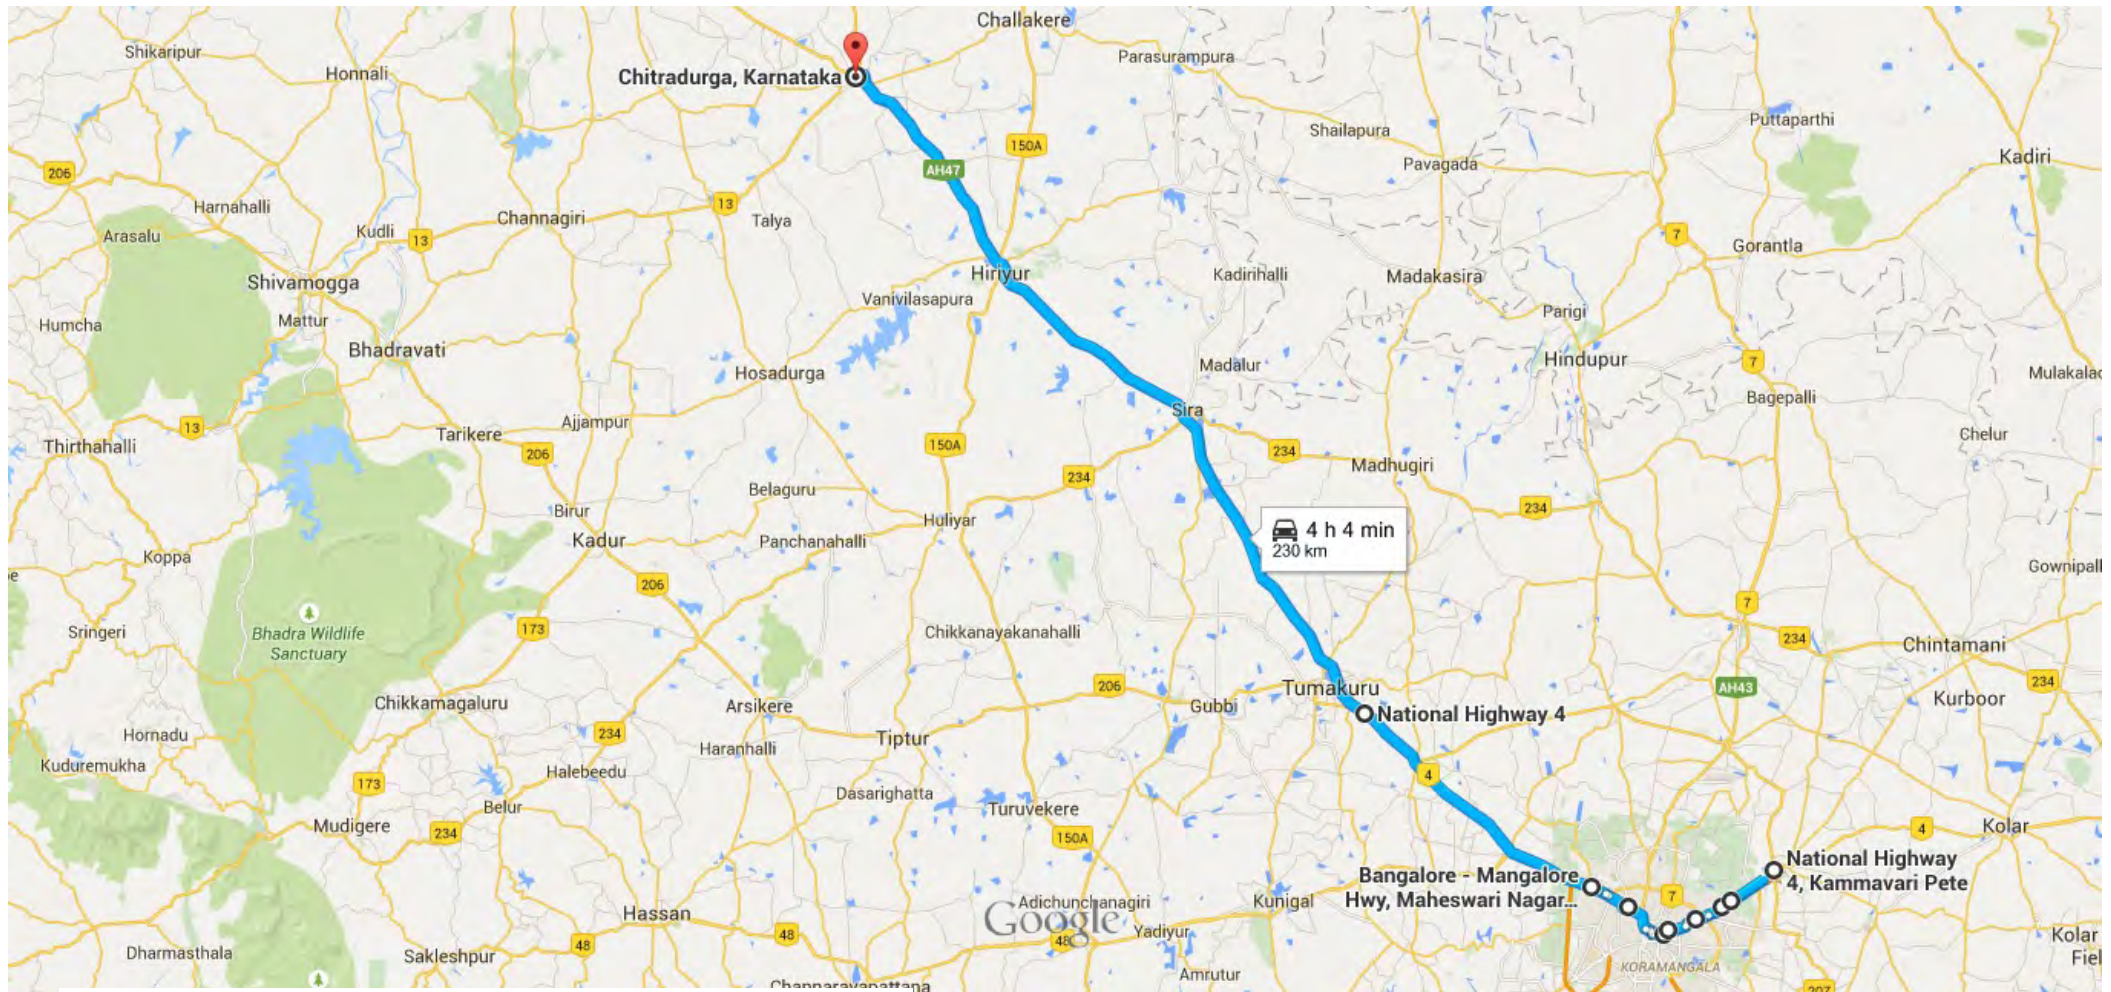 Challakere
Shikaripur
Honnali
Parasurampura
Chitradurga, Karnataka
Puttaparthi
Shailapura
150A
Kadiri
Pavagada
206
AH47
Harnahalli
13
Channagiri
Talya
Kudli
13
Arasalu
7
Gorantla
Shivamogga
Hiriyur
Kadirihalli
Madakasira
Vanivilasapura
Parigi
Humcha
Mattur
Bhadravati
Hindupur
7
Madalur
Hosadurga
Mulakalac
Bagepalli
Sira
13
Ajjampur
Tarikere
Chelur
Thirthahalli
206
150A
234
Madhugiri
234
Belaguru
Birur
Huliyar
234
4 h 4 min
230 km
Kadur
Panchanahalli
Koppa
Gownipall
206
7
Sringeri
Bhadra Wildlife
Sanctuary
173
Chikkanayakanahalli
234
Chintamani
206
Tumakuru
AH43
234
Chikkamagaluru
Arsikere
Gubbi
National Highway 4
Kurboor
Hornadu
234
Haranhalli
Tiptur
Kuduremukha
Halebeedu
4
173
Belur
Dasarighatta
Turuvekere
Mudigere
234
150A
4
Kolar
National Highway
4, Kammavari Pete
Bangalore - Mangalore
Hwy, Maheswari Nagar...
7
Hassan
Adichunchanagiri
Google
Kunigal
48
48
48
Yadiyur
Dharmasthala
Sakleshpur
Kolar
Fiel
KORAMANGALA
Amrutur
Channarayapattana
207